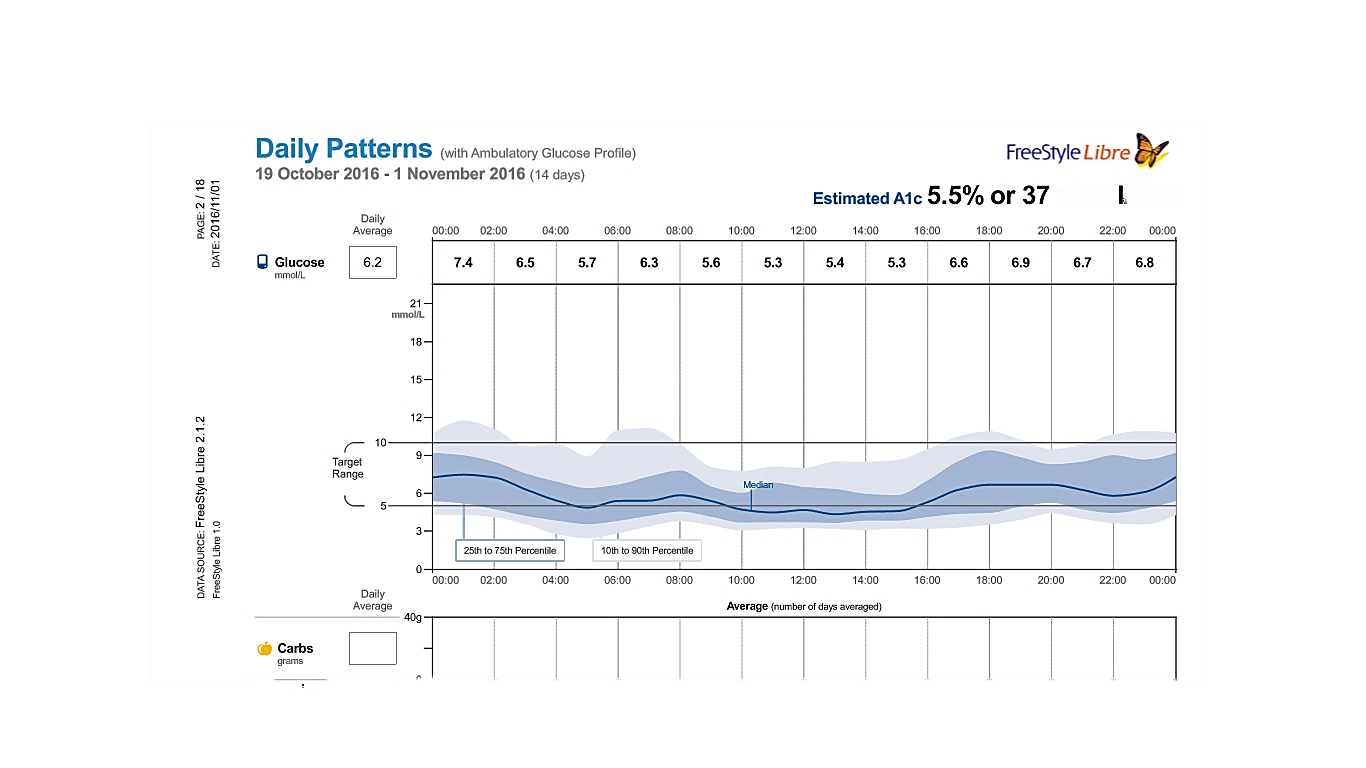 Daily Patterns (with Ambulatory Glucose Profile)
19 October 2016 - 1 November 2016 (14 days)
FreeStyle Libre
Estimated A1c 5.5% or 37
PAGE: 2 / 18
DATE: 2016/11/01
Daily
Average
00:00 02:00 04:00 06:00 08:00 10:00 12:00 14:00 16:00 18:00 20:00 22:00 00:00
Glucose 6.2 7.4 6.5 5.7 6.3 5.6 5.3 5.4 5.3 6.6 6.9 6.7 6.8
mmol/L
21
mmol/L
18
15
12
10
9
Target
Range
6
Median
5
3
25th to 75th Percentile 10th to 90th Percentile
0
00:00 02:00 04:00 06:00 08:00 10:00 12:00 14:00 16:00 18:00 20:00 22:00 00:00
DATA SOURCE: FreeStyle Libre 2.1.2
FreeStyle Libre 1.0
Daily
Average
Average (number of days averaged)
40g
Carbs
grams